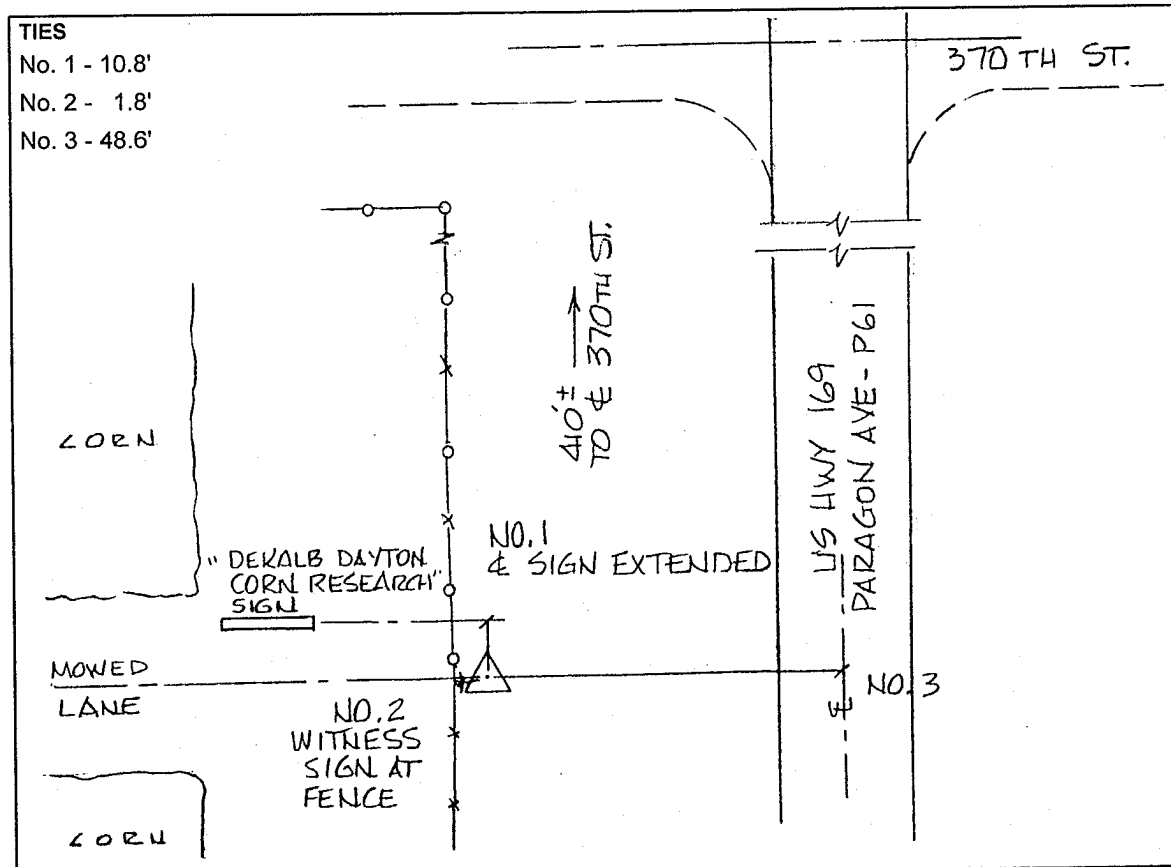 TIES
No. 1 - 10.8'
No. 2 - 1.8'
No. 3 - 48.6'
370TH ST.
410'±
TO ℄ 370TH ST.
US HWY 169
PARAGON AVE - P61
CORN
NO. 1
℄ SIGN EXTENDED
"DEKALB DAYTON
CORN RESEARCH"
SIGN
MOWED
LANE
NO. 2
WITNESS
SIGN AT
FENCE
℄
NO. 3
CORN